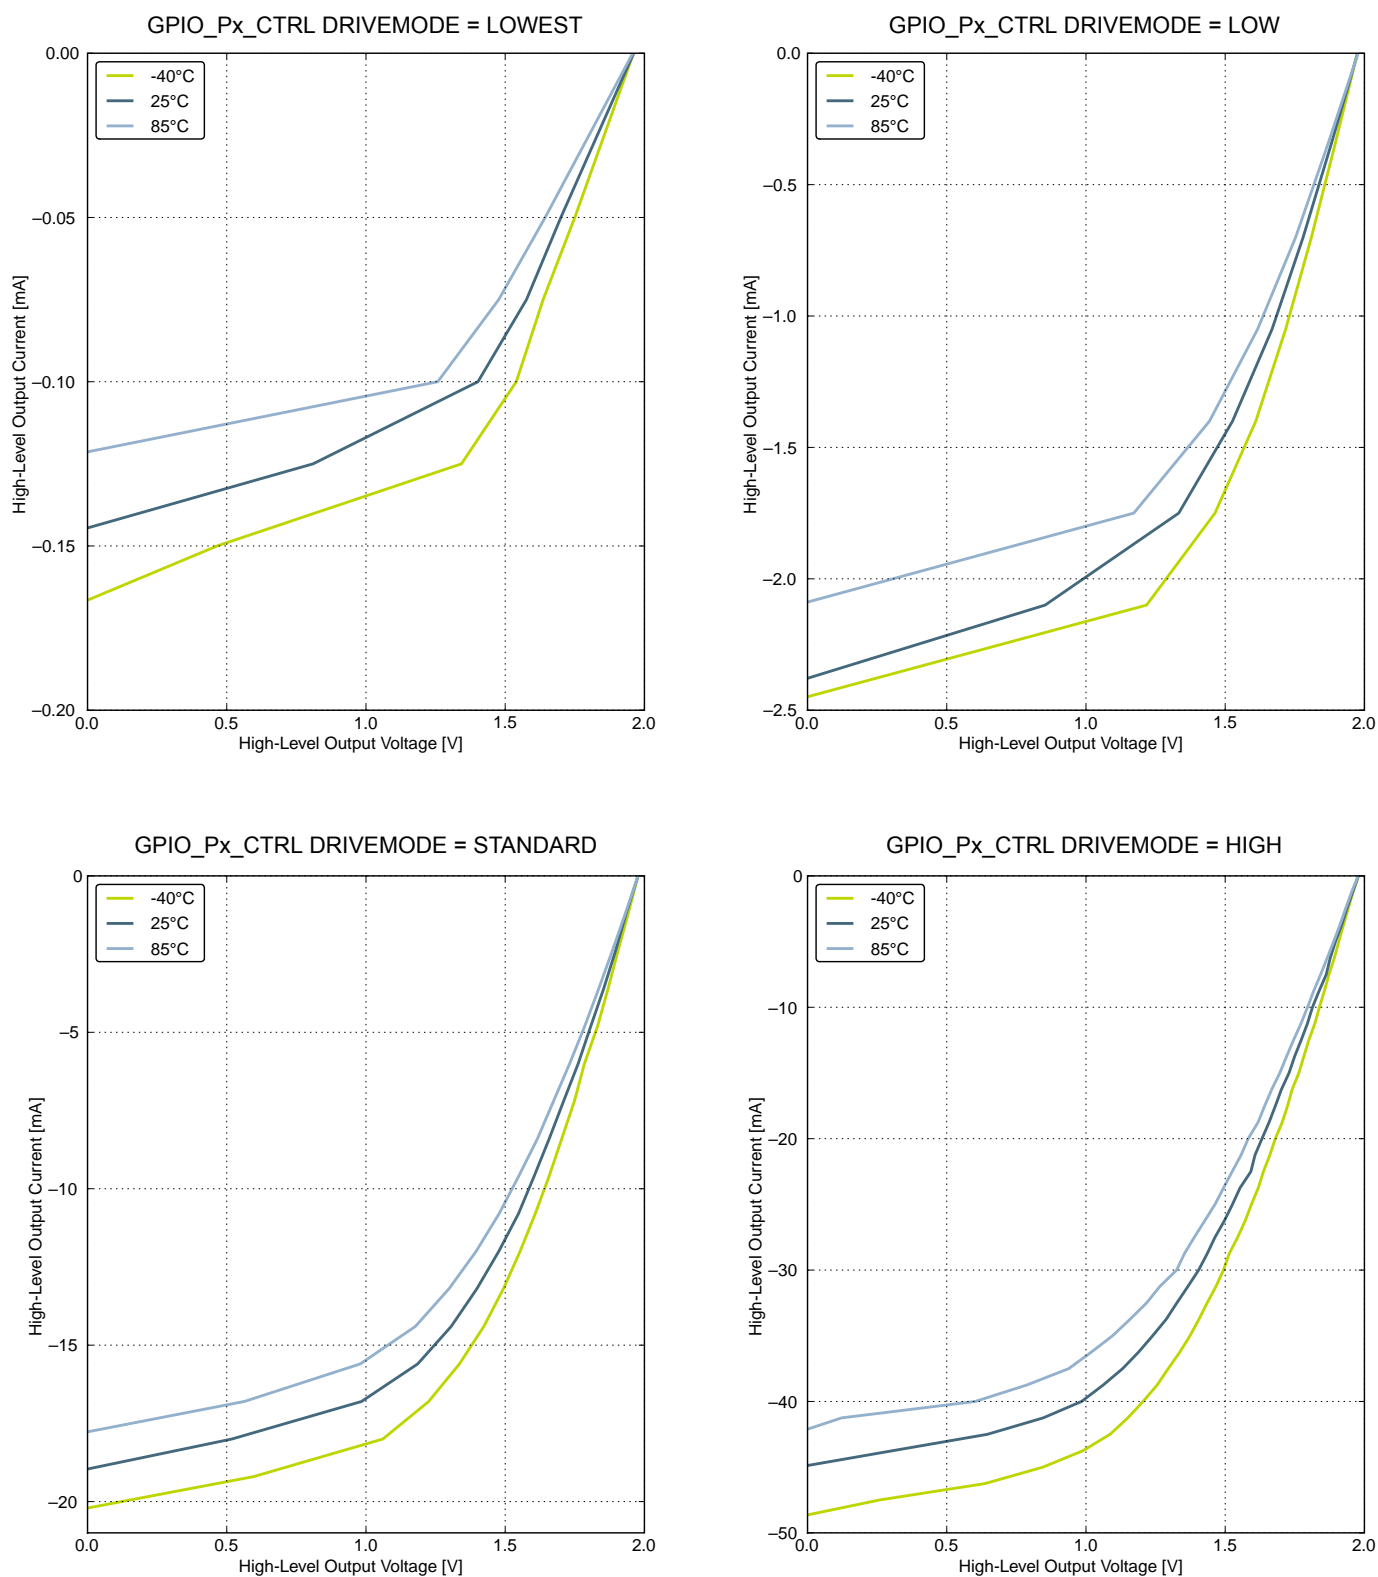 GPIO_Px_CTRL DRIVEMODE = LOWEST
0.00
–0.05
–0.10
–0.15
–0.20
High-Level Output Current [mA]
-40°C
25°C
85°C
0.0 0.5 1.0 1.5 2.0
High-Level Output Voltage [V]
GPIO_Px_CTRL DRIVEMODE = LOW
0.0
–0.5
–1.0
–1.5
–2.0
–2.5
High-Level Output Current [mA]
-40°C
25°C
85°C
0.0 0.5 1.0 1.5 2.0
High-Level Output Voltage [V]
GPIO_Px_CTRL DRIVEMODE = STANDARD
0
–5
–10
–15
–20
High-Level Output Current [mA]
-40°C
25°C
85°C
0.0 0.5 1.0 1.5 2.0
High-Level Output Voltage [V]
GPIO_Px_CTRL DRIVEMODE = HIGH
0
–10
–20
–30
–40
–50
High-Level Output Current [mA]
-40°C
25°C
85°C
0.0 0.5 1.0 1.5 2.0
High-Level Output Voltage [V]